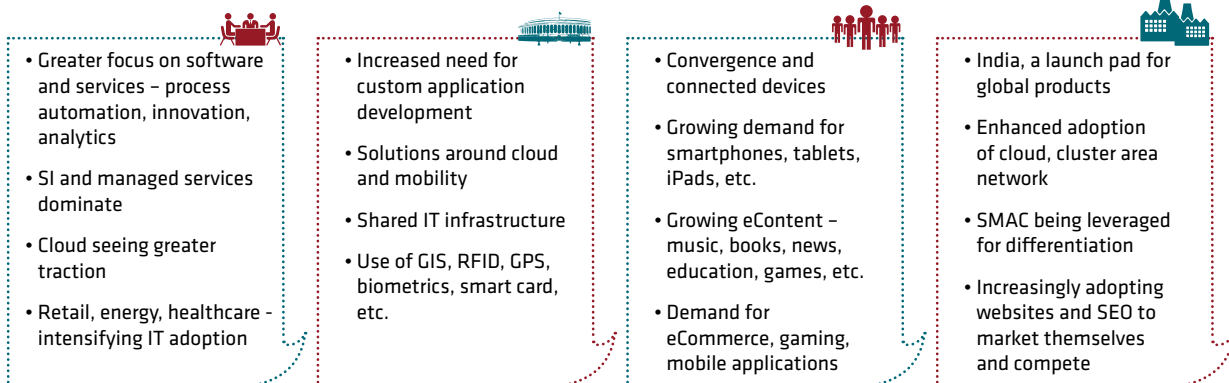 • Greater focus on software
and services – process
automation, innovation,
analytics
• SI and managed services
dominate
• Cloud seeing greater
traction
• Retail, energy, healthcare -
intensifying IT adoption
• Increased need for
custom application
development
• Solutions around cloud
and mobility
• Shared IT infrastructure
• Use of GIS, RFID, GPS,
biometrics, smart card,
etc.
• Convergence and
connected devices
• Growing demand for
smartphones, tablets,
iPads, etc.
• Growing eContent –
music, books, news,
education, games, etc.
• Demand for
eCommerce, gaming,
mobile applications
• India, a launch pad for
global products
• Enhanced adoption
of cloud, cluster area
network
• SMAC being leveraged
for differentiation
• Increasingly adopting
websites and SEO to
market themselves
and compete